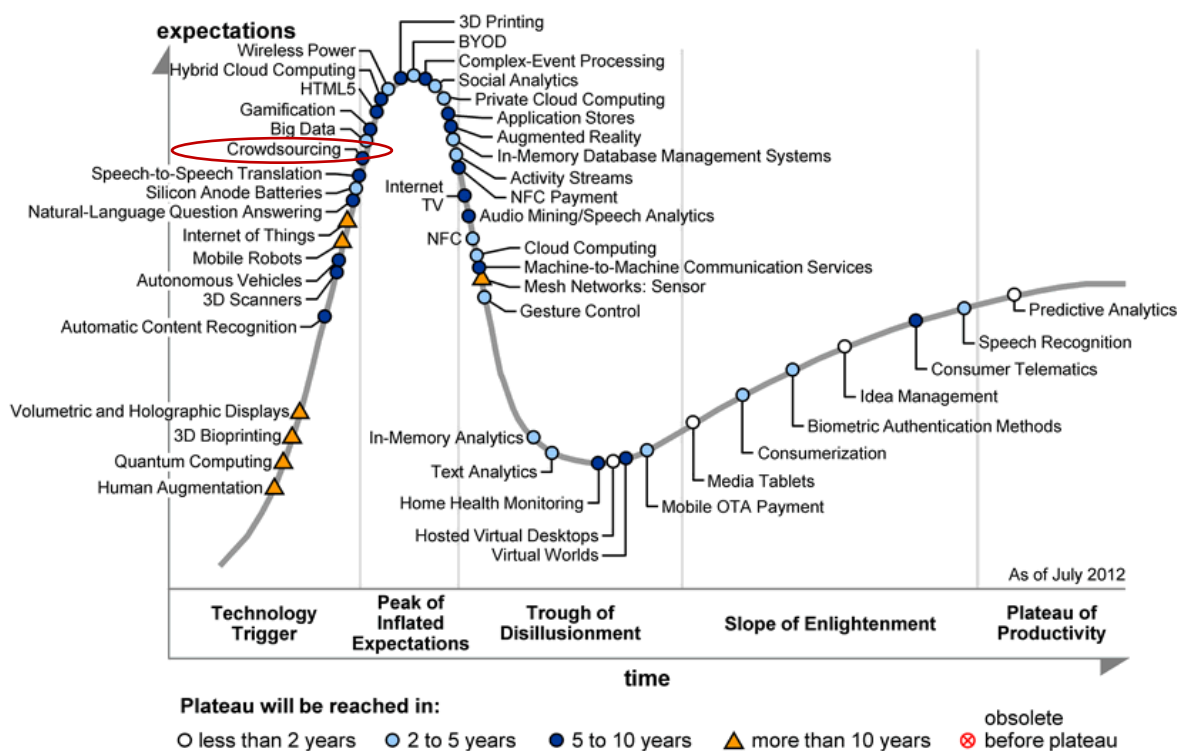 expectations
3D Printing
BYOD
Wireless Power
Complex-Event Processing
Hybrid Cloud Computing
Social Analytics
HTML5
Private Cloud Computing
Gamification
Application Stores
Big Data
Augmented Reality
Crowdsourcing
In-Memory Database Management Systems
Speech-to-Speech Translation
Activity Streams
Silicon Anode Batteries
Internet
TV
NFC Payment
Natural-Language Question Answering
Audio Mining/Speech Analytics
Internet of Things
NFC
Cloud Computing
Mobile Robots
Machine-to-Machine Communication Services
Autonomous Vehicles
Mesh Networks: Sensor
3D Scanners
Gesture Control
Automatic Content Recognition
Predictive Analytics
Speech Recognition
Consumer Telematics
Idea Management
Volumetric and Holographic Displays
Biometric Authentication Methods
3D Bioprinting
In-Memory Analytics
Consumerization
Quantum Computing
Text Analytics
Media Tablets
Human Augmentation
Home Health Monitoring
Mobile OTA Payment
Hosted Virtual Desktops
Virtual Worlds
As of July 2012
Technology
Trigger
Peak of
Inflated
Expectations
Trough of
Disillusionment
Slope of Enlightenment
Plateau of
Productivity
time
Plateau will be reached in:
less than 2 years
2 to 5 years
5 to 10 years
more than 10 years
obsolete
before plateau